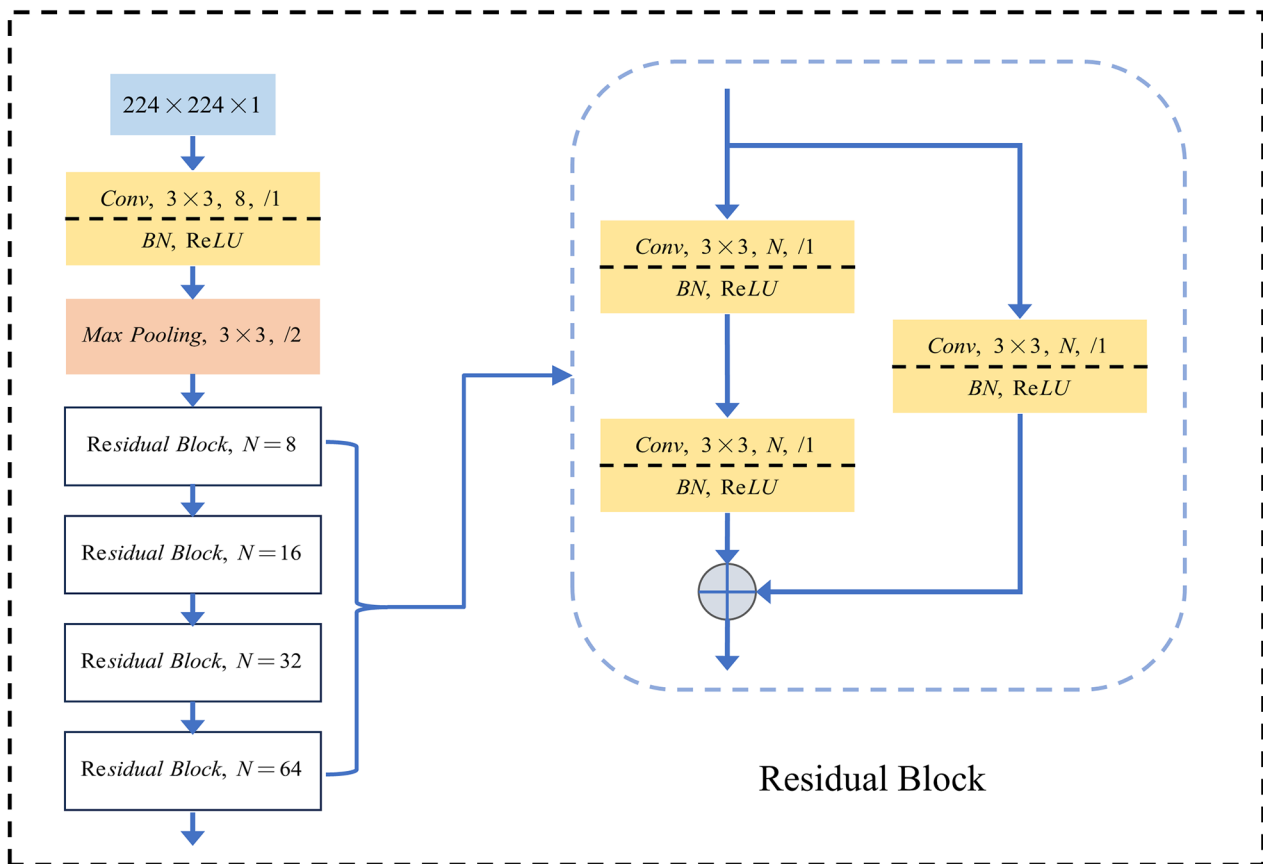 224×224×1
Conv, 3×3, 8, /1
BN, ReLU
Max Pooling, 3×3, /2
Residual Block, N=8
Residual Block, N=16
Residual Block, N=32
Residual Block, N=64
Conv, 3×3, N, /1
BN, ReLU
Conv, 3×3, N, /1
BN, ReLU
Conv, 3×3, N, /1
BN, ReLU
Residual Block